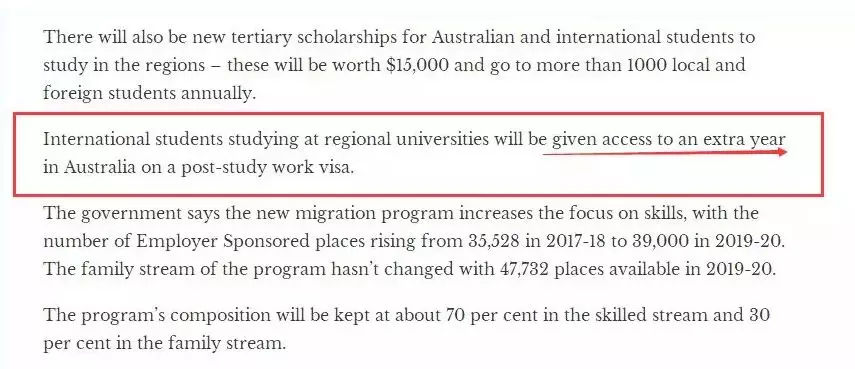 There will also be new tertiary scholarships for Australian and international students to
study in the regions – these will be worth $15,000 and go to more than 1000 local and
foreign students annually.
International students studying at regional universities will be given access to an extra year
in Australia on a post-study work visa.
The government says the new migration program increases the focus on skills, with the
number of Employer Sponsored places rising from 35,528 in 2017-18 to 39,000 in 2019-20.
The family stream of the program hasn't changed with 47,732 places available in 2019-20.
The program's composition will be kept at about 70 per cent in the skilled stream and 30
per cent in the family stream.